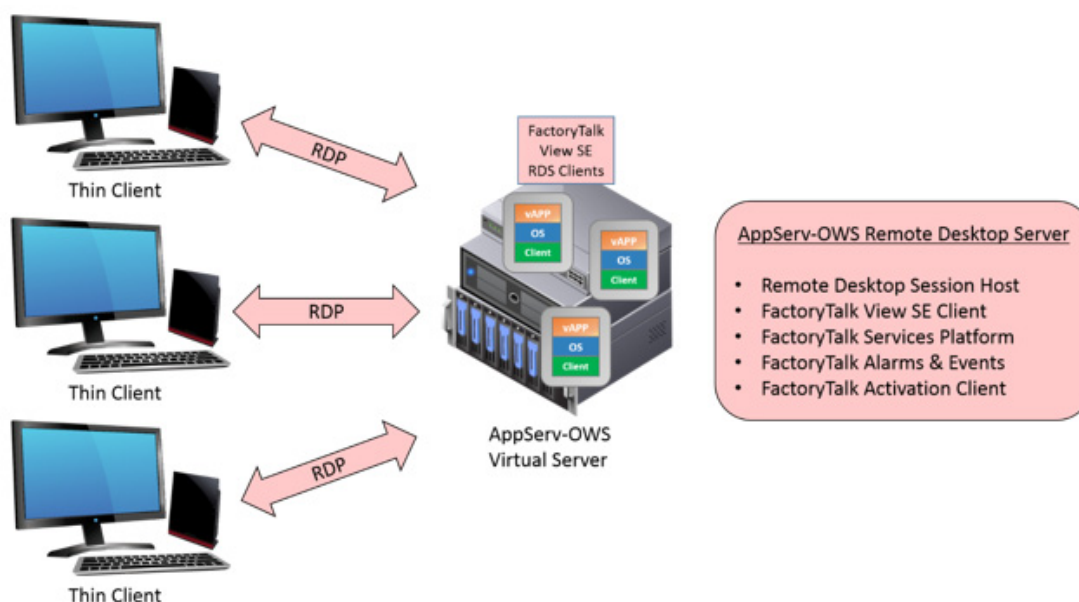 Thin Client
RDP
Thin Client
RDP
Thin Client
RDP
FactoryTalk
View SE
RDS Clients
vAPP
OS
Client
vAPP
OS
Client
vAPP
OS
Client
AppServ-OWS
Virtual Server
AppServ-OWS Remote Desktop Server
• Remote Desktop Session Host
• FactoryTalk View SE Client
• FactoryTalk Services Platform
• FactoryTalk Alarms & Events
• FactoryTalk Activation Client